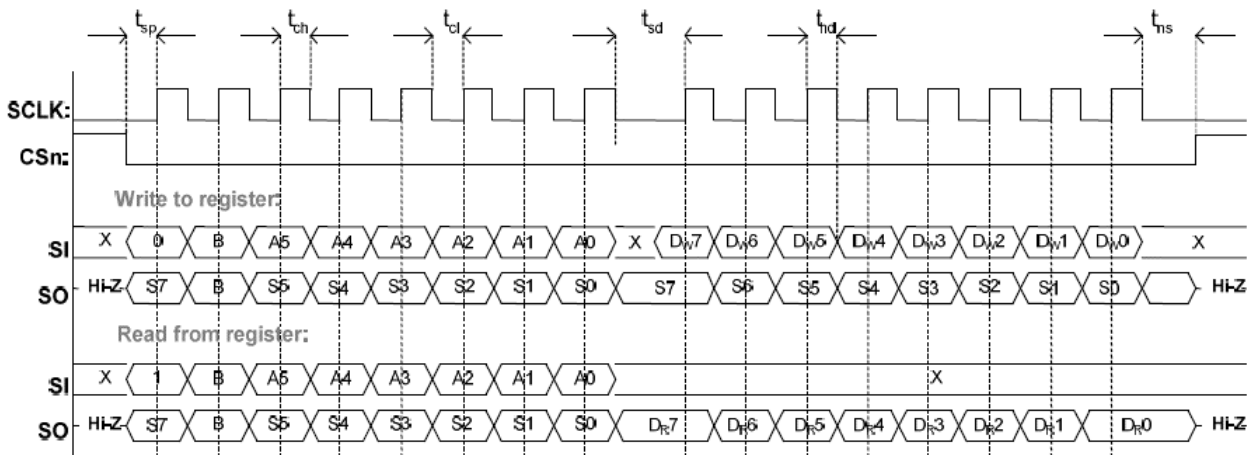 tsp tch tcl tsd thd tns
SCLK:
CSn:
Write to register:
SI X 0 B A5 A4 A3 A2 A1 A0 X DW7 DW6 DW5 DW4 DW3 DW2 DW1 DW0 X
SO Hi-Z S7 B S5 S4 S3 S2 S1 S0 S7 S6 S5 S4 S3 S2 S1 S0 Hi-Z
Read from register:
SI X 1 B A5 A4 A3 A2 A1 A0 X
SO Hi-Z S7 B S5 S4 S3 S2 S1 S0 DR7 DR6 DR5 DR4 DR3 DR2 DR1 DR0 Hi-Z